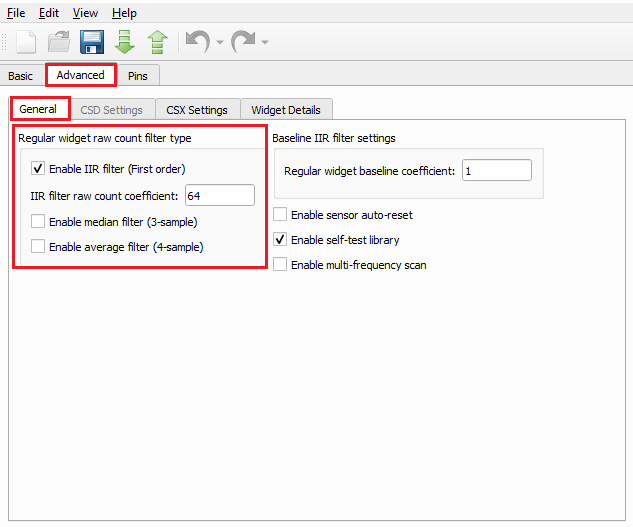 File Edit View Help
Basic Advanced Pins
General CSD Settings CSX Settings Widget Details
Regular widget raw count filter type
Enable IIR filter (First order)
IIR filter raw count coefficient: 64
Enable median filter (3-sample)
Enable average filter (4-sample)
Baseline IIR filter settings
Regular widget baseline coefficient: 1
Enable sensor auto-reset
Enable self-test library
Enable multi-frequency scan